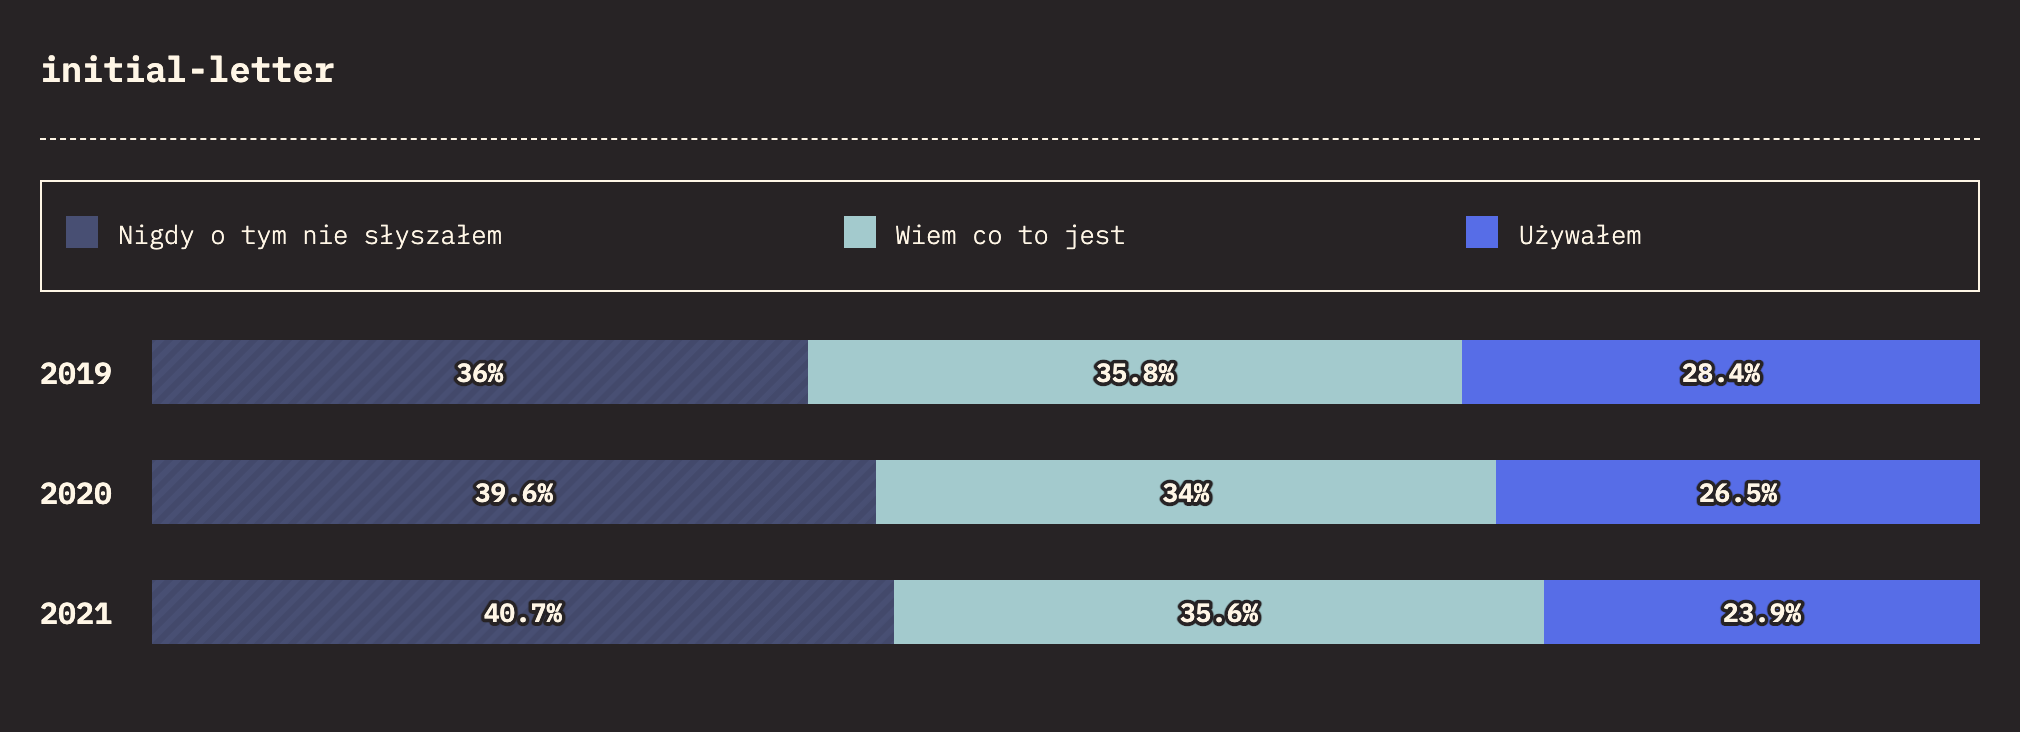 initial-letter
Nigdy o tym nie słyszałem Wiem co to jest Używałem
2019 36% 35.8% 28.4%
2020 39.6% 34% 26.5%
2021 40.7% 35.6% 23.9%